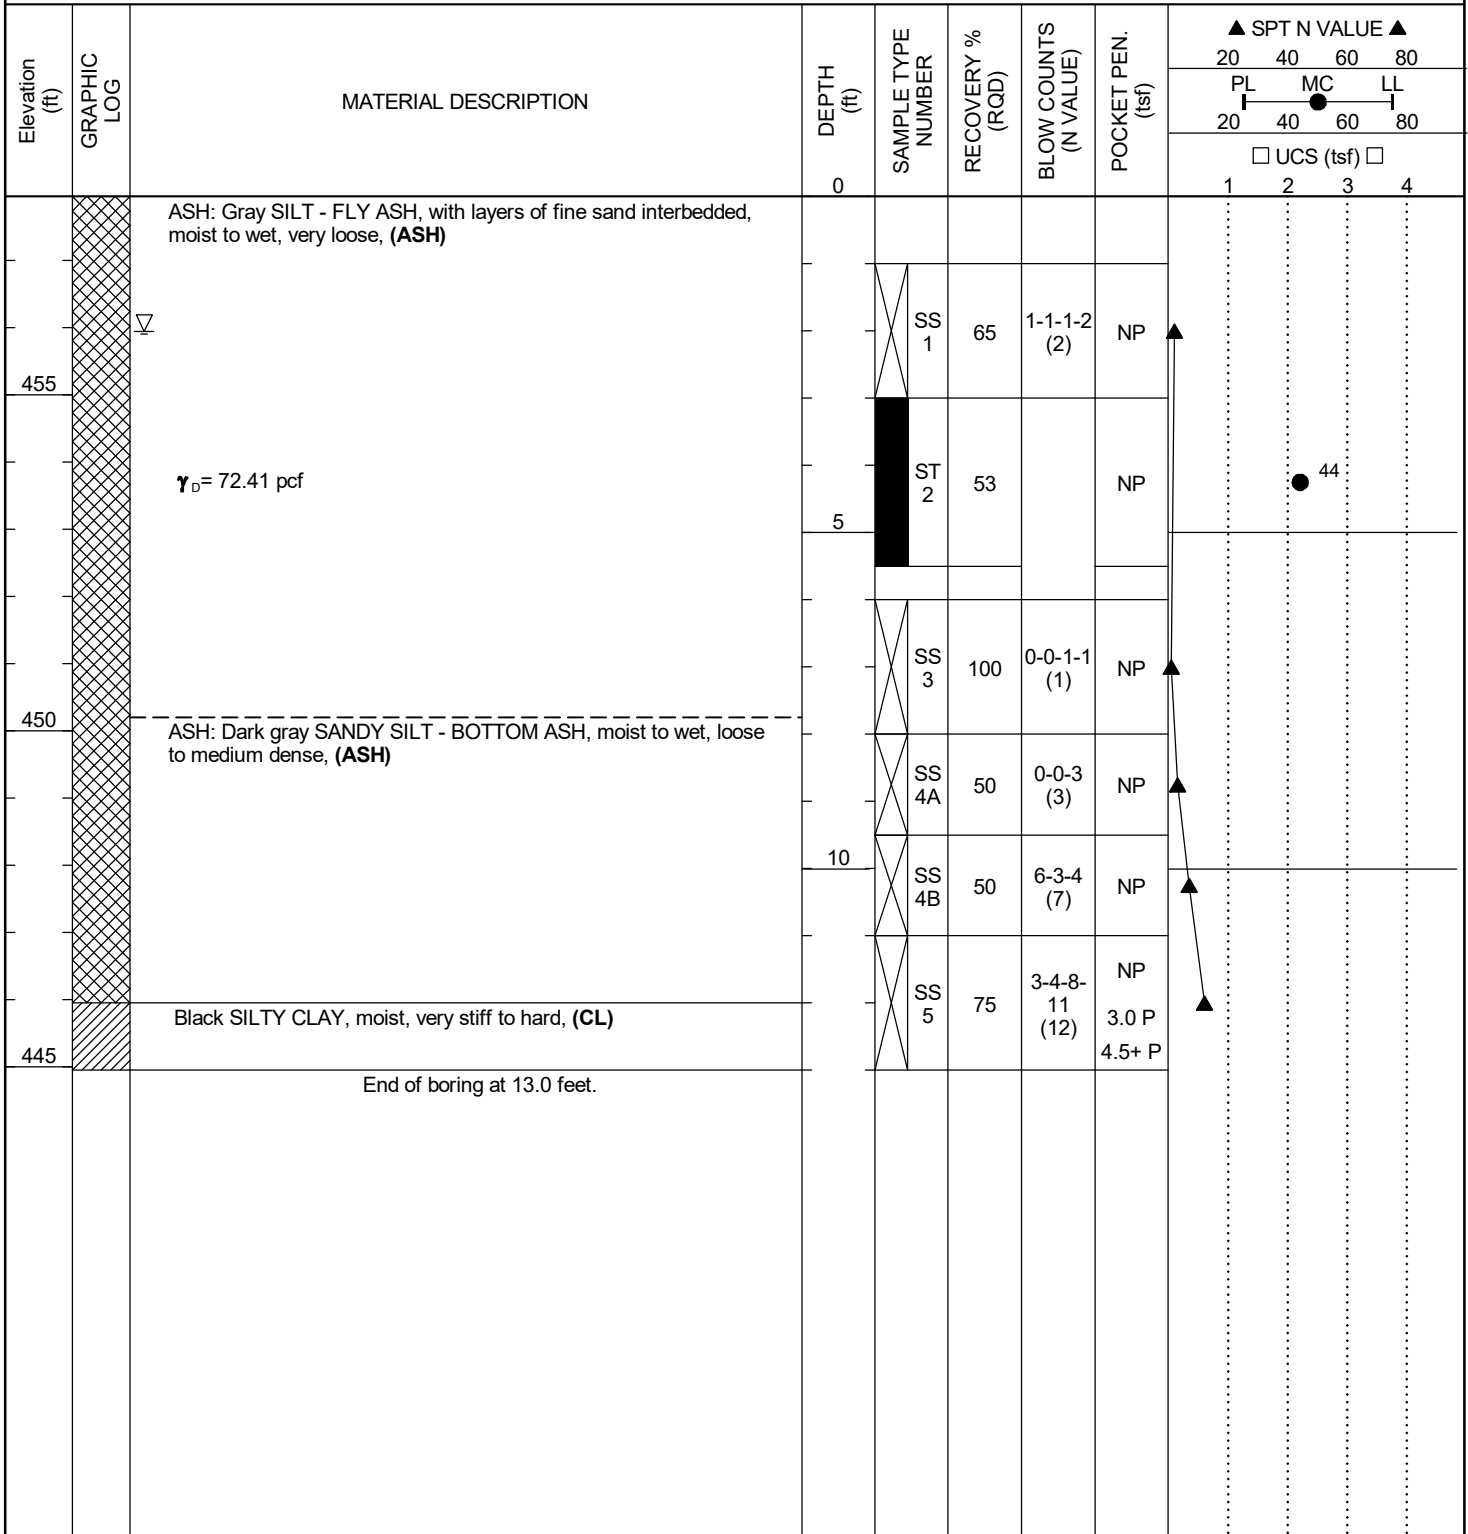 Elevation
(ft)
GRAPHIC
LOG
MATERIAL DESCRIPTION
DEPTH
(ft)
SAMPLE TYPE
NUMBER
RECOVERY %
(RQD)
BLOW COUNTS
(N VALUE)
POCKET PEN.
(tsf)
▲ SPT N VALUE ▲
20 40 60 80
PL MC LL
20 40 60 80
□ UCS (tsf) □
1 2 3 4
0
ASH: Gray SILT - FLY ASH, with layers of fine sand interbedded,
moist to wet, very loose, (ASH)
SS
1
65
1-1-1-2
(2)
NP
455
γD= 72.41 pcf
ST
2
53
NP
44
5
SS
3
100
0-0-1-1
(1)
NP
450
ASH: Dark gray SANDY SILT - BOTTOM ASH, moist to wet, loose
to medium dense, (ASH)
SS
4A
50
0-0-3
(3)
NP
10
SS
4B
50
6-3-4
(7)
NP
SS
5
75
3-4-8-
11
(12)
NP
3.0 P
4.5+ P
Black SILTY CLAY, moist, very stiff to hard, (CL)
445
End of boring at 13.0 feet.